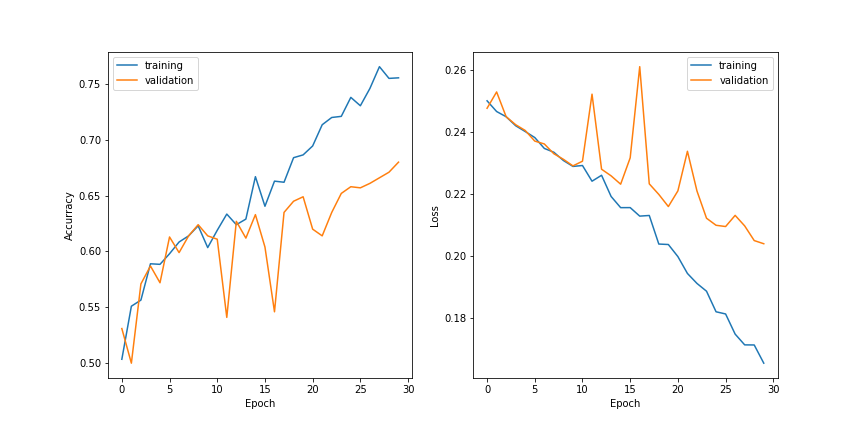 training
validation
0.75
0.70
0.65
0.60
0.55
0.50
Accurracy
0 5 10 15 20 25 30
Epoch
training
validation
0.26
0.24
0.22
0.20
0.18
Loss
0 5 10 15 20 25 30
Epoch